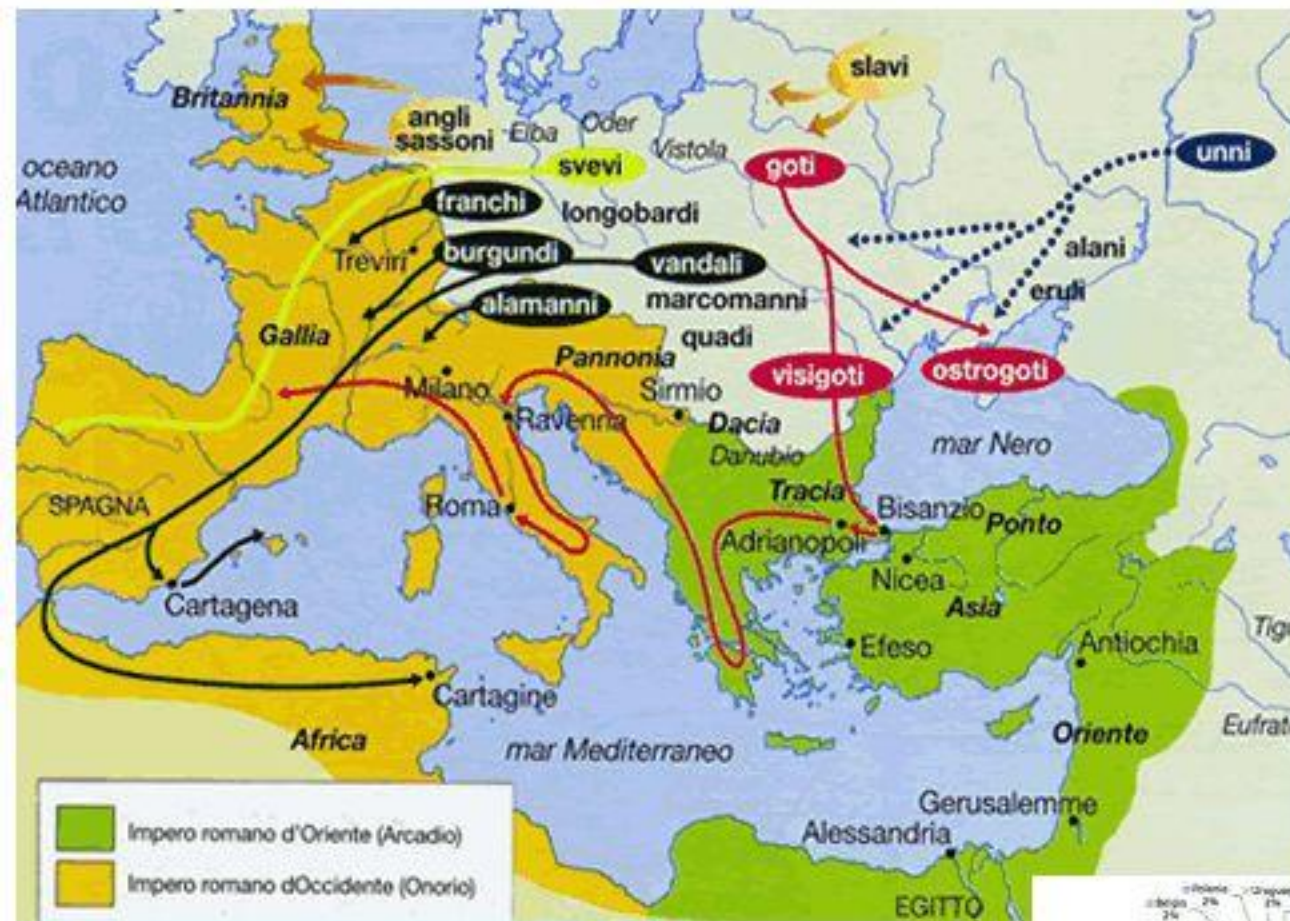 slavi
Britannia
angli
sassoni
Elba
Oder
Vistola
unni
oceano
Atlantico
svevi
goti
franchi
longobardi
Treviri
burgundi
vandali
alani
alamanni
marcomanni
eruli
Gallia
quadi
Pannonia
visigoti
ostrogoti
Milano
Sirmio
Ravenna
Dacia
Danubio
mar Nero
SPAGNA
Roma
Tracia
Bisanzio
Ponto
Adrianopoli
Nicea
Cartagena
Asia
Efeso
Antiochia
Tig
Cartagine
Africa
mar Mediterraneo
Oriente
Eufrat
Gerusalemme
Alessandria
EGITTO
Impero romano d'Oriente (Arcadio)
Impero romano dOccidente (Onorio)